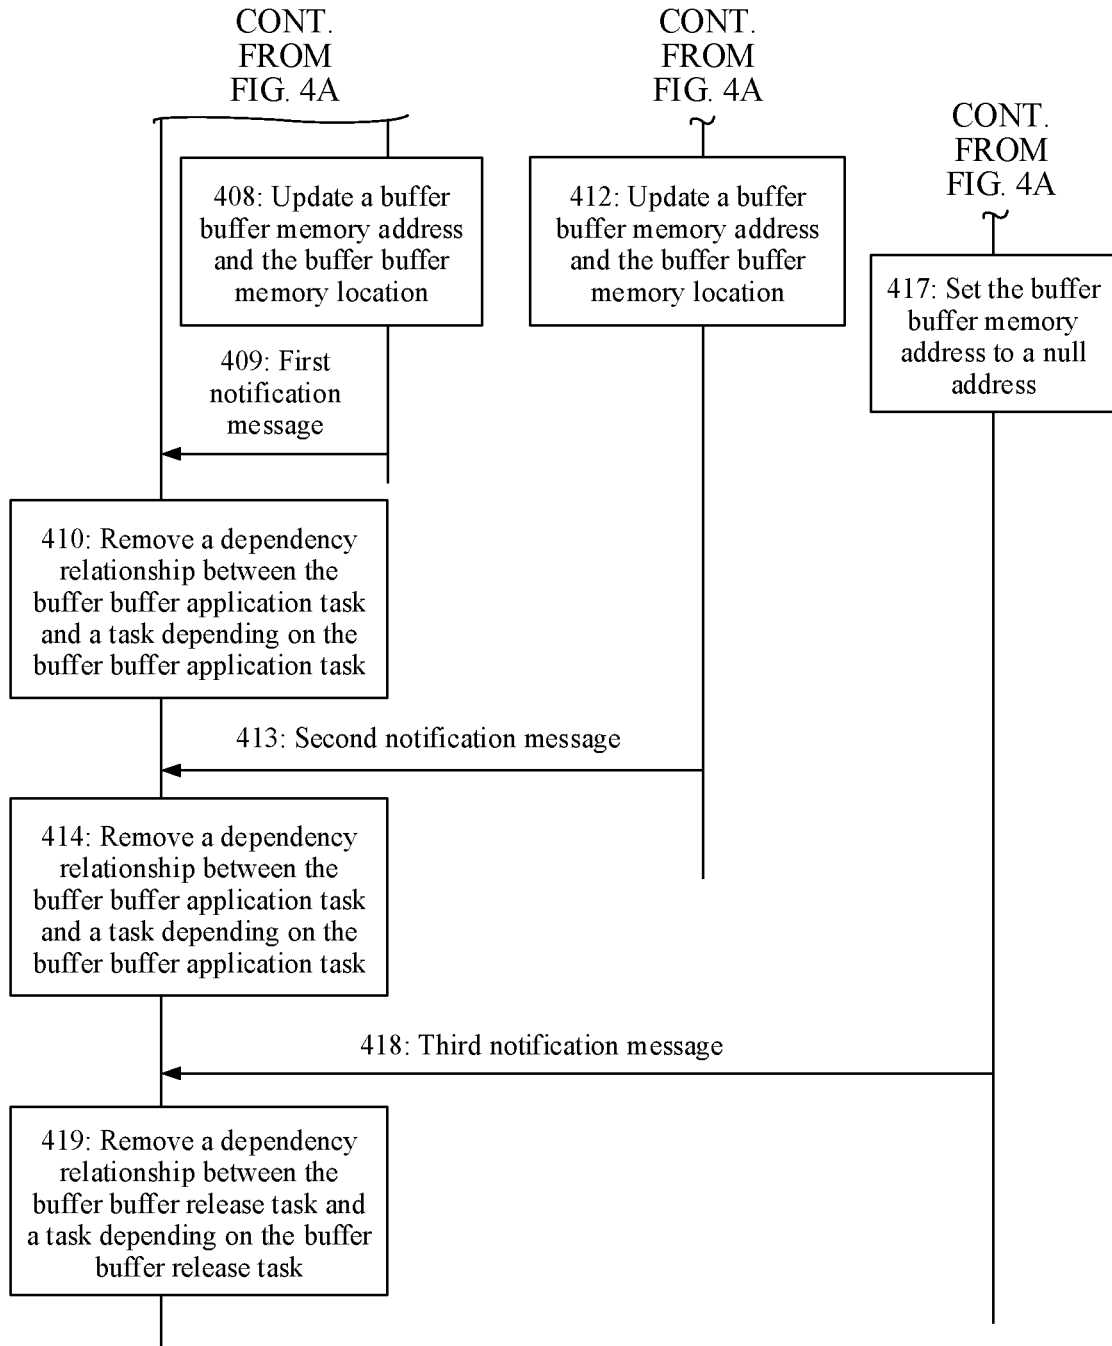 CONT.
FROM
FIG. 4A
CONT.
FROM
FIG. 4A
CONT.
FROM
FIG. 4A
408: Update a buffer
buffer memory address
and the buffer buffer
memory location
412: Update a buffer
buffer memory address
and the buffer buffer
memory location
417: Set the buffer
buffer memory
address to a null
address
409: First
notification
message
410: Remove a dependency
relationship between the
buffer buffer application task
and a task depending on the
buffer buffer application task
413: Second notification message
414: Remove a dependency
relationship between the
buffer buffer application task
and a task depending on the
buffer buffer application task
418: Third notification message
419: Remove a dependency
relationship between the
buffer buffer release task and
a task depending on the buffer
buffer release task